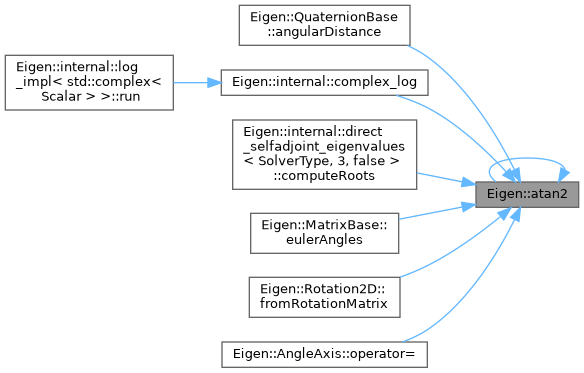 Eigen::QuaternionBase
::angularDistance
Eigen::internal::log
_impl< std::complex<
Scalar > >::run
Eigen::internal::complex_log
Eigen::internal::direct
_selfadjoint_eigenvalues
< SolverType, 3, false >
::computeRoots
Eigen::atan2
Eigen::MatrixBase::
eulerAngles
Eigen::Rotation2D::
fromRotationMatrix
Eigen::AngleAxis::operator=